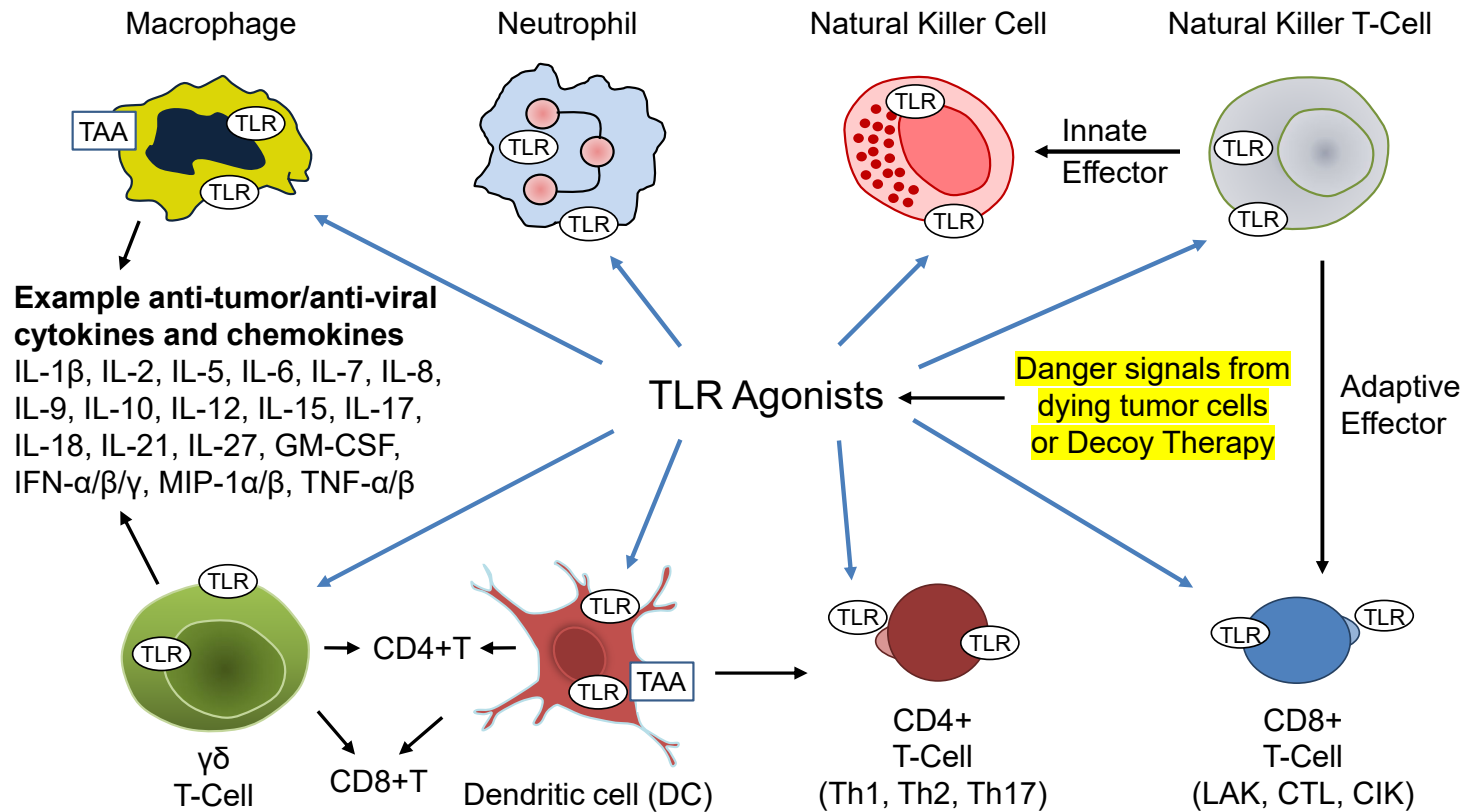 Macrophage
Neutrophil
Natural Killer Cell
Natural Killer T-Cell
TAA
TLR
TLR
TLR
TLR
TLR
TLR
TLR
TLR
Innate
Effector
Example anti-tumor/anti-viral
cytokines and chemokines
IL-1β, IL-2, IL-5, IL-6, IL-7, IL-8,
IL-9, IL-10, IL-12, IL-15, IL-17,
IL-18, IL-21, IL-27, GM-CSF,
IFN-α/β/γ, MIP-1α/β, TNF-α/β
TLR Agonists
Danger signals from
dying tumor cells
or Decoy Therapy
Adaptive
Effector
TLR
TLR
CD4+T
CD8+T
TLR
TLR
TAA
TLR
TLR
TLR
TLR
γδ
T-Cell
Dendritic cell (DC)
CD4+
T-Cell
(Th1, Th2, Th17)
CD8+
T-Cell
(LAK, CTL, CIK)